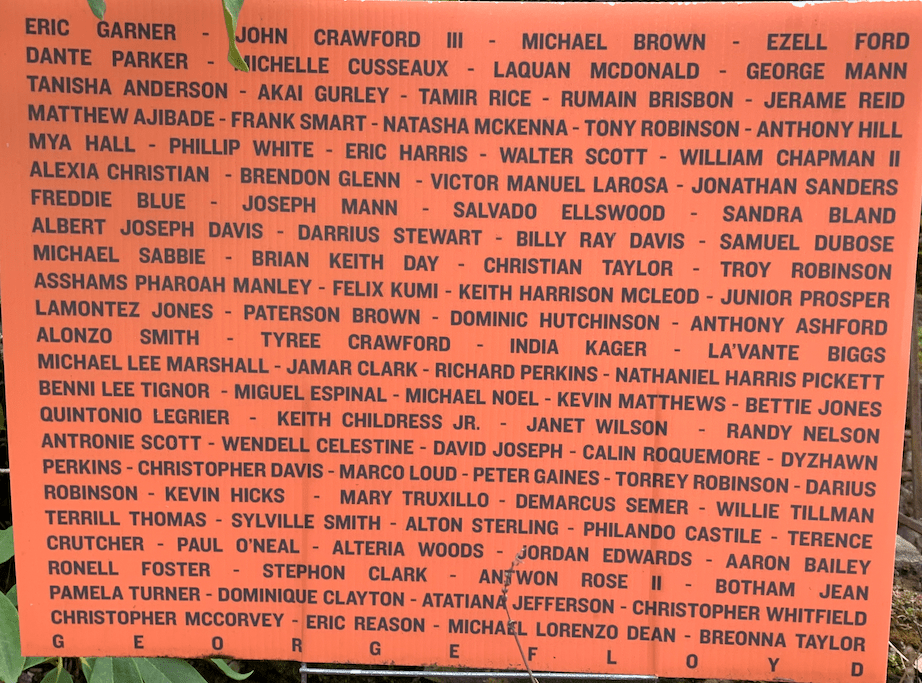 ERIC GARNER - JOHN CRAWFORD III - MICHAEL BROWN - EZELL FORD
DANTE PARKER - MICHELLE CUSSEAUX - LAQUAN MCDONALD - GEORGE MANN
TANISHA ANDERSON - AKAI GURLEY - TAMIR RICE - RUMAIN BRISBON - JERAME REID
MATTHEW AJIBADE - FRANK SMART - NATASHA MCKENNA - TONY ROBINSON - ANTHONY HILL
MYA HALL - PHILLIP WHITE - ERIC HARRIS - WALTER SCOTT - WILLIAM CHAPMAN II
ALEXIA CHRISTIAN - BRENDON GLENN - VICTOR MANUEL LAROSA - JONATHAN SANDERS
FREDDIE BLUE - JOSEPH MANN - SALVADO ELLSWOOD - SANDRA BLAND
ALBERT JOSEPH DAVIS - DARRIUS STEWART - BILLY RAY DAVIS - SAMUEL DUBOSE
MICHAEL SABBIE - BRIAN KEITH DAY - CHRISTIAN TAYLOR - TROY ROBINSON
ASSHAMS PHAROAH MANLEY - FELIX KUMI - KEITH HARRISON MCLEOD - JUNIOR PROSPER
LAMONTEZ JONES - PATERSON BROWN - DOMINIC HUTCHINSON - ANTHONY ASHFORD
ALONZO SMITH - TYREE CRAWFORD - INDIA KAGER - LA'VANTE BIGGS
MICHAEL LEE MARSHALL - JAMAR CLARK - RICHARD PERKINS - NATHANIEL HARRIS PICKETT
BENNI LEE TIGNOR - MIGUEL ESPINAL - MICHAEL NOEL - KEVIN MATTHEWS - BETTIE JONES
QUINTONIO LEGRIER - KEITH CHILDRESS JR. - JANET WILSON - RANDY NELSON
ANTRONIE SCOTT - WENDELL CELESTINE - DAVID JOSEPH - CALIN ROQUEMORE - DYZHAWN
PERKINS - CHRISTOPHER DAVIS - MARCO LOUD - PETER GAINES - TORREY ROBINSON - DARIUS
ROBINSON - KEVIN HICKS - MARY TRUXILLO - DEMARCUS SEMER - WILLIE TILLMAN
TERRILL THOMAS - SYLVILLE SMITH - ALTON STERLING - PHILANDO CASTILE - TERENCE
CRUTCHER - PAUL O'NEAL - ALTERIA WOODS - JORDAN EDWARDS - AARON BAILEY
RONELL FOSTER - STEPHON CLARK - ANTWON ROSE II - BOTHAM JEAN
PAMELA TURNER - DOMINIQUE CLAYTON - ATATIANA JEFFERSON - CHRISTOPHER WHITFIELD
CHRISTOPHER MCCORVEY - ERIC REASON - MICHAEL LORENZO DEAN - BREONNA TAYLOR
G E O R G E F L O Y D